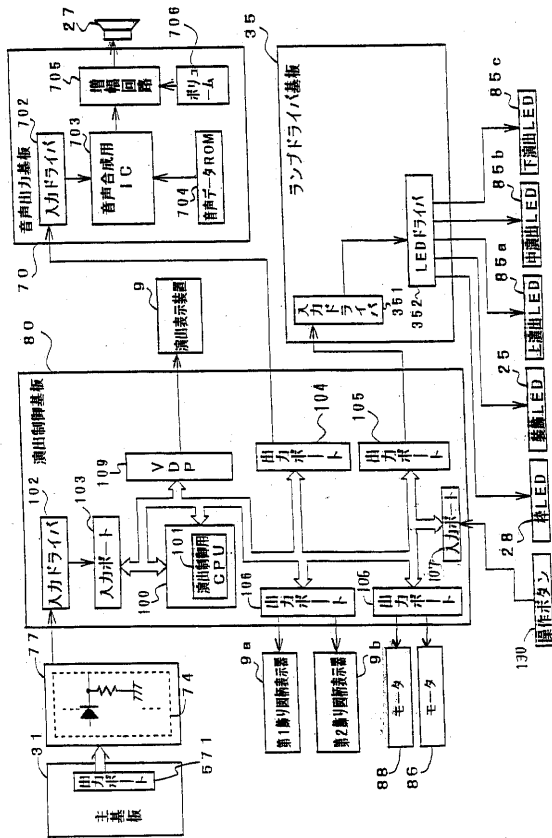 主基板
31
出力ポート
571
77
74
演出制御基板
80
入力ドライバ
102
入力ポート
103
演出制御用
CPU
101
100
VDP
109
演出表示装置
9
出力ポート
104
出力ポート
105
出力ポート
106
出力ポート
106
入力ポート
107
第1飾り図柄表示器
9a
第2飾り図柄表示器
9b
モータ
88
モータ
86
操作ボタン
130
音声出力基板
70
入力ドライバ
702
音声合成用
IC
703
音声データROM
704
増幅回路
705
ボリューム
706
27
ランプドライバ基板
35
入力ドライバ
351
LEDドライバ
352
枠LED
28
装飾LED
25
上演出LED
85a
中演出LED
85b
下演出LED
85c